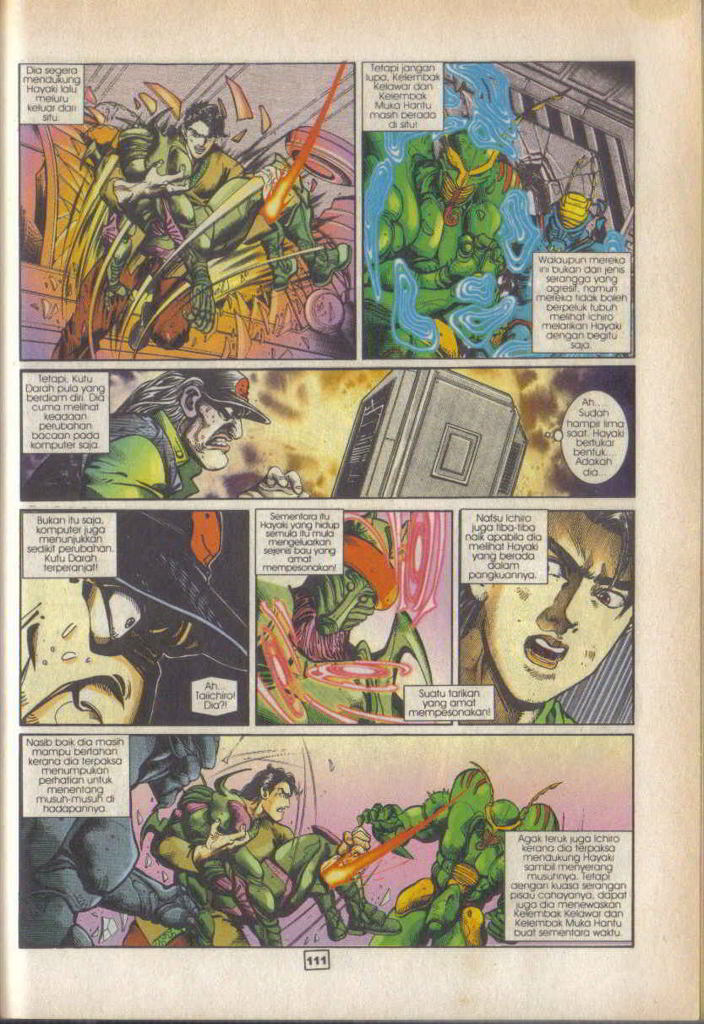 Dia segera
mendukung
Hayaki lalu
meluru
keluar dari
situ.
Tetapi jangan
lupa, Kelembak
Kelawar dan
Kelembak
Muka Hantu
masih berada
di situ!
Walaupun mereka
ini bukan dari jenis
serangga yang
agresif, namun
mereka tidak boleh
berpeluk tubuh
melihat Ichiro
melarikan Hayaki
dengan begitu
saja.
Tetapi, Kutu
Darah pula yang
berdiam diri. Dia
cuma melihat
keadaan
perubahan
bacaan pada
komputer saja.
Ah...
Sudah
hampir lima
saat. Hayaki
bertukar
bentuk....
Adakah
dia...
Bukan itu saja,
komputer juga
menunjukkan
sedikit perubahan.
Kutu Darah
terperanjat!
Ah...
Taiichiro!
Dia?!
Sementara itu
Hayaki yang hidup
semula itu mula
mengeluarkan
sejenis bau yang
amat
mempesonakan!
Suatu tarikan
yang amat
mempesonakan!
Nafsu Ichiro
juga tiba-tiba
naik apabila dia
melihat Hayaki
yang berada
dalam
pangkuannya.
Nasib baik dia masih
mampu bertahan
kerana dia terpaksa
menumpukan
perhatian untuk
menentang
musuh-musuh di
hadapannya.
Agak teruk juga Ichiro
kerana dia terpaksa
mendukung Hayaki
sambil menyerang
musuhnya. Tetapi
dengan kuasa serangan
pisau cahayanya, dapat
juga dia menewaskan
Kelembak Kelawar dan
Kelembak Muka Hantu
buat sementara waktu.
111